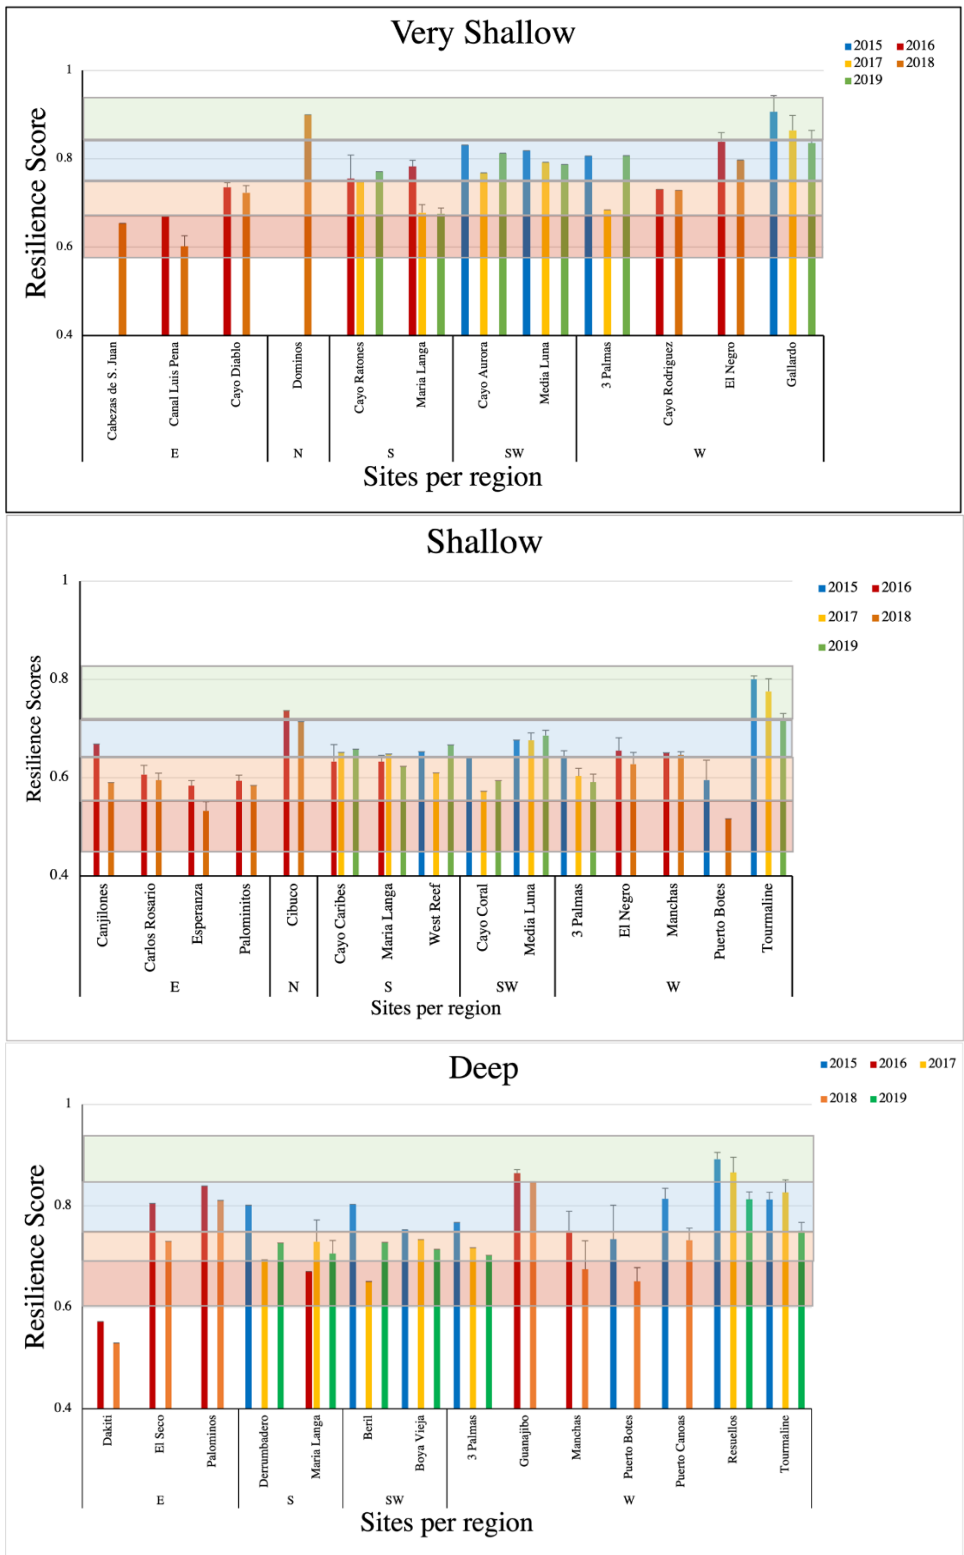 Very Shallow
2015 2016
2017 2018
2019
Resilience Score
1
0.8
0.6
0.4
Cabezas de S. Juan
Canal Luis Pena
Cayo Diablo
Dominos
Cayo Ratones
Maria Langa
Cayo Aurora
Media Luna
3 Palmas
Cayo Rodriguez
El Negro
Gallardo
E N S SW W
Sites per region
Shallow
2015 2016
2017 2018
2019
Resilience Scores
1
0.8
0.6
0.4
Canjilones
Carlos Rosario
Esperanza
Palominitos
Cibuco
Cayo Caribes
Maria Langa
West Reef
Cayo Coral
Media Luna
3 Palmas
El Negro
Manchas
Puerto Botes
Tourmaline
E N S SW W
Sites per region
Deep
2015 2016 2017
2018 2019
Resilience Score
1
0.8
0.6
0.4
Dakiti
El Seco
Palominos
Derrumbadero
Maria Langa
Beril
Boya Vieja
3 Palmas
Guanajibo
Manchas
Puerto Botes
Puerto Canoas
Resuellos
Tourmaline
E S SW W
Sites per region